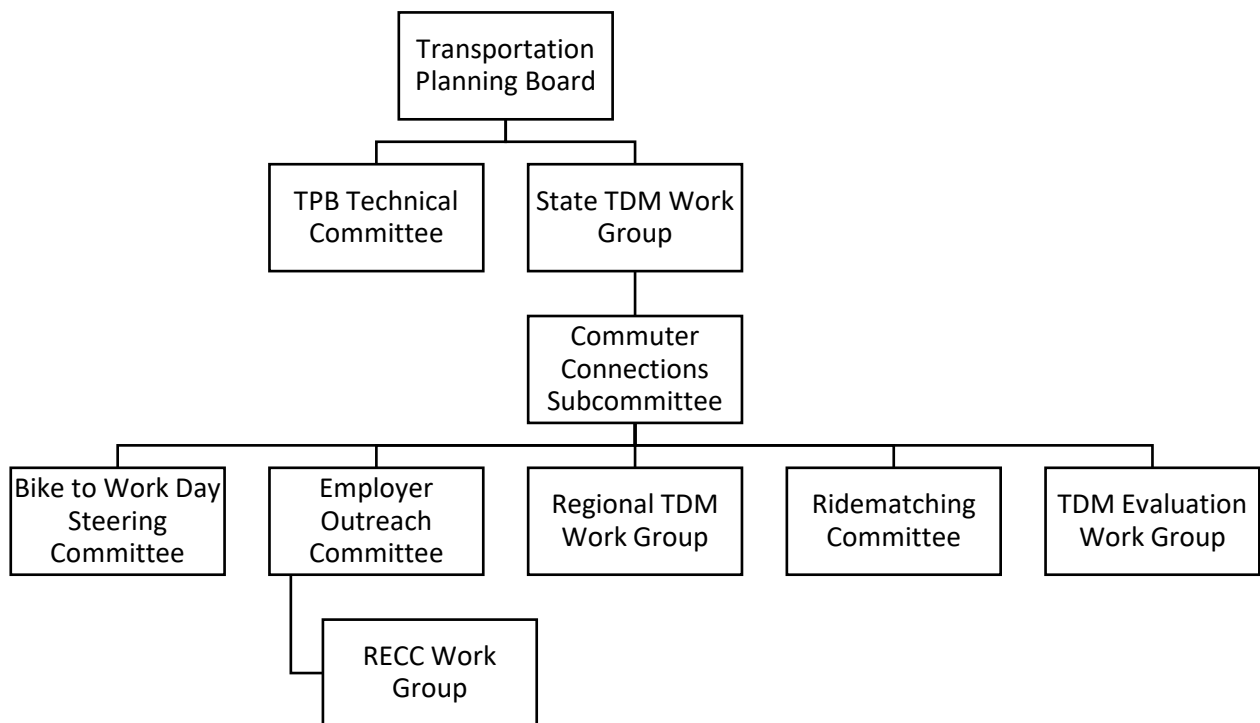 Transportation
Planning Board
TPB Technical
Committee
State TDM Work
Group
Commuter
Connections
Subcommittee
Bike to Work Day
Steering
Committee
Employer
Outreach
Committee
Regional TDM
Work Group
Ridematching
Committee
TDM Evaluation
Work Group
RECC Work
Group